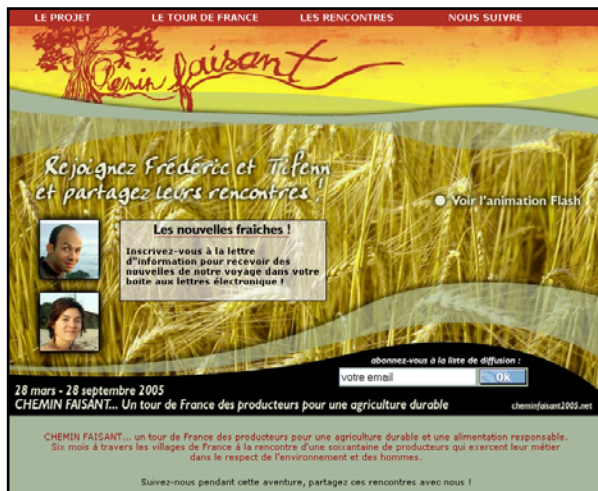 LE PROJET LE TOUR DE FRANCE LES RENCONTRES NOUS SUIVRE
Chemin faisant
Rejoignez Frédéric et Tifenn
et partagez leurs rencontres !
Voir l'animation Flash
Les nouvelles fraîches !
Inscrivez-vous à la lettre
d"information pour recevoir des
nouvelles de notre voyage dans votre
boite aux lettres électronique !
abonnez-vous à la liste de diffusion :
votre email Ok
28 mars - 28 septembre 2005
CHEMIN FAISANT... Un tour de France des producteurs pour une agriculture durable cheminfaisant2005.net
CHEMIN FAISANT... un tour de France des producteurs pour une agriculture durable et une alimentation responsable.
Six mois à travers les villages de France à la rencontre d'une soixantaine de producteurs qui exercent leur métier
dans le respect de l'environnement et des hommes.
Suivez-nous pendant cette aventure, partagez ces rencontres avec nous !